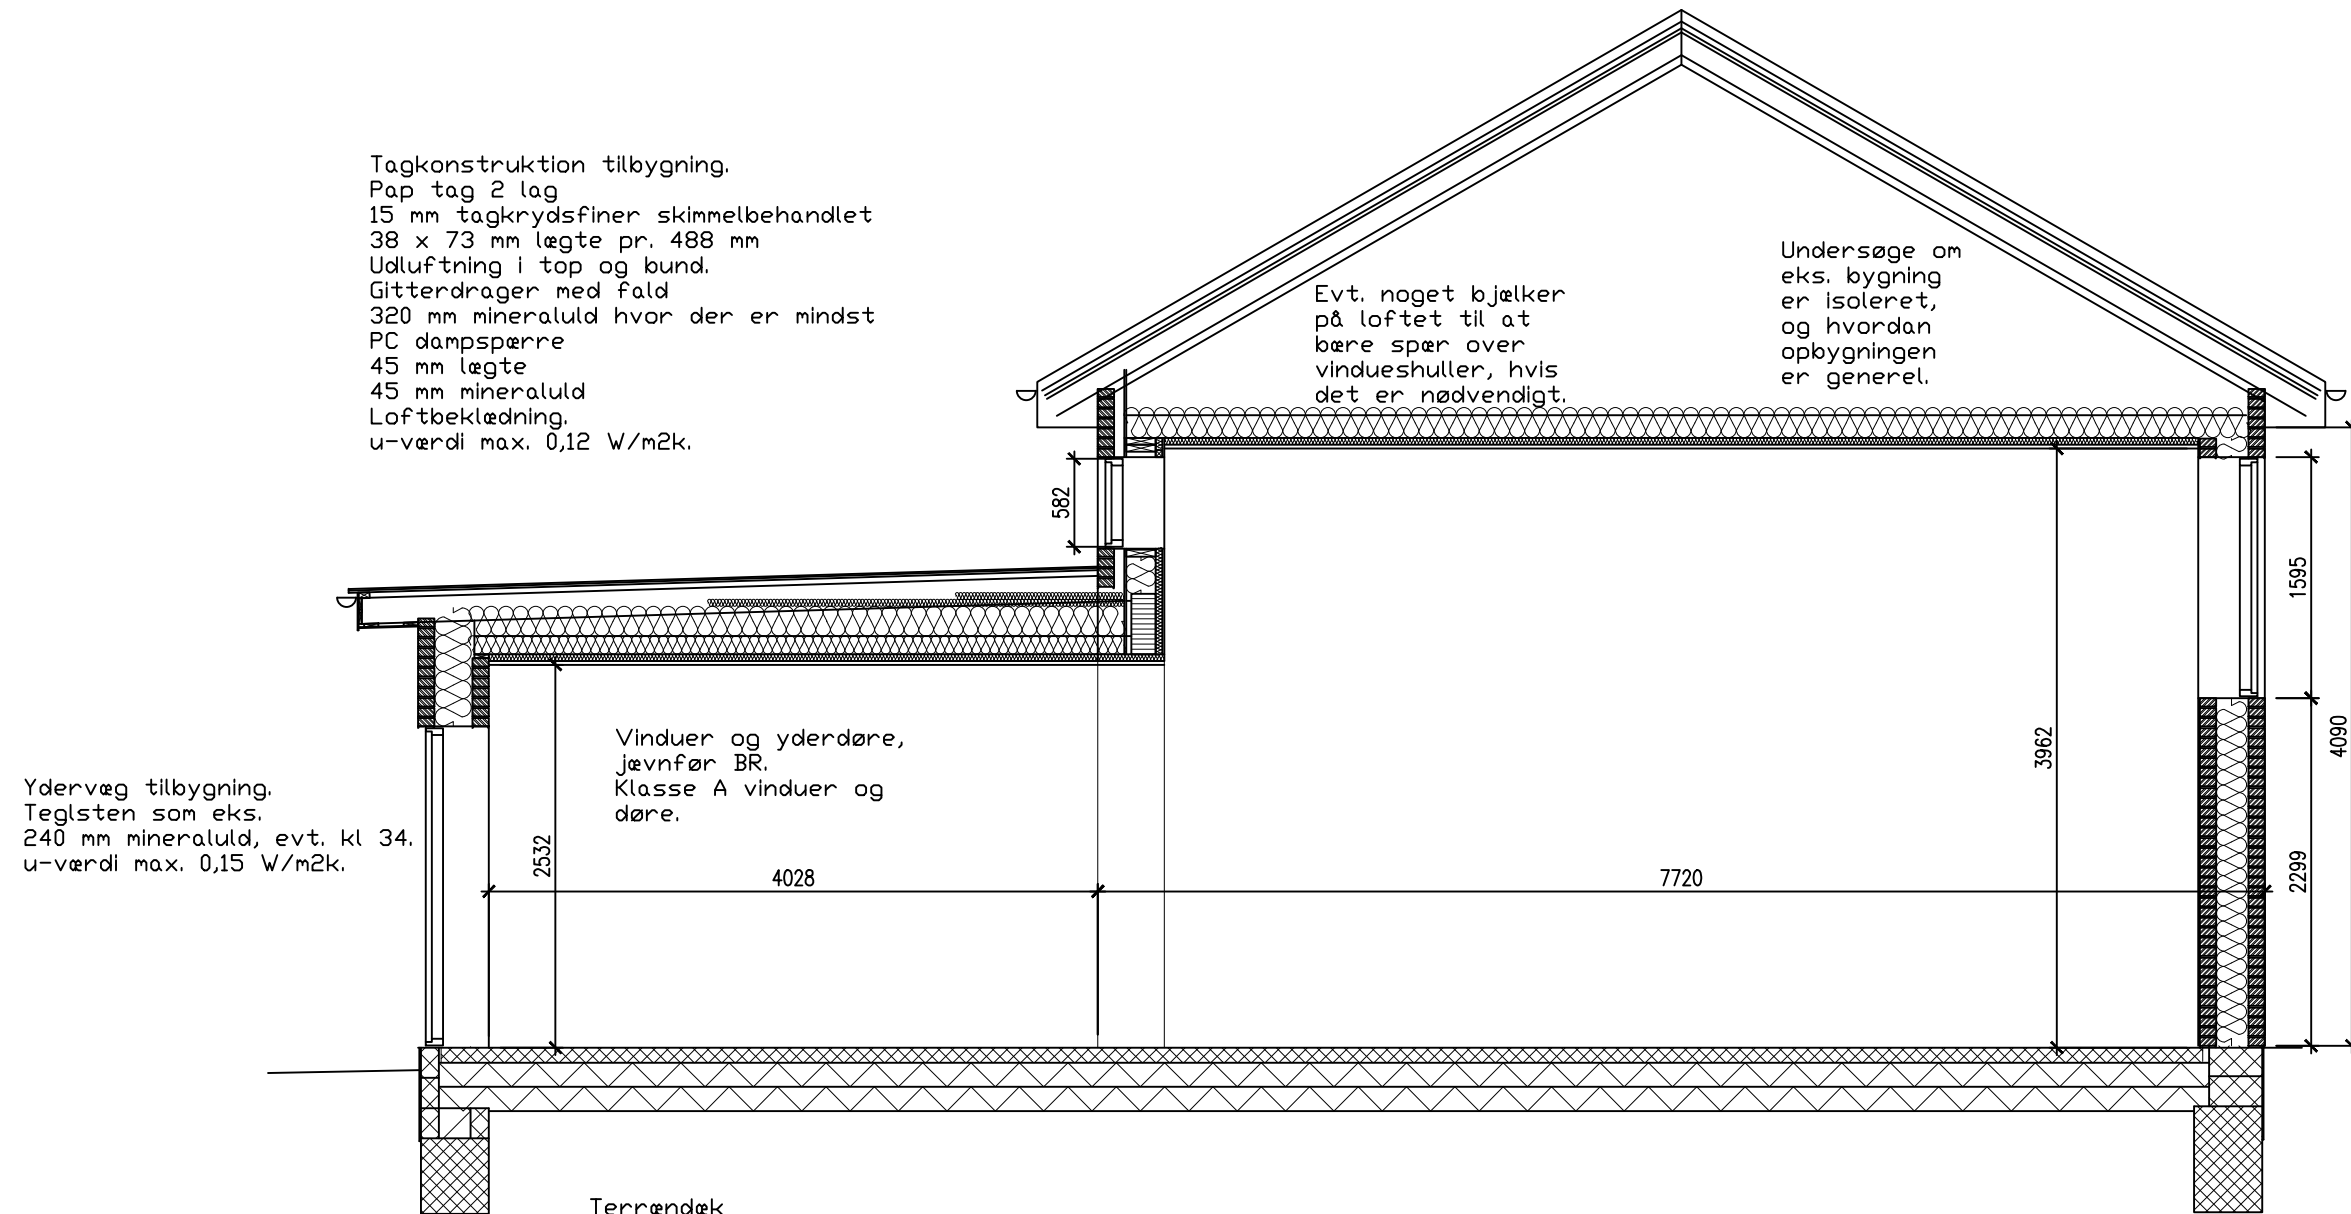 Tagkonstruktion tilbygning.
Pap tag 2 lag
15 mm tagkrydsfiner skimmelbehandlet
38 x 73 mm lægte pr. 488 mm
Udluftning i top og bund.
Gitterdrager med fald
320 mm mineraluld hvor der er mindst
PC dampspærre
45 mm lægte
45 mm mineraluld
Loftbeklædning.
u-værdi max. 0,12 W/m2k.
Evt. noget bjælker
på loftet til at
bære spær over
vindueshuller, hvis
det er nødvendigt.
Undersøge om
eks. bygning
er isoleret,
og hvordan
opbygningen
er generel.
582
1595
4090
3962
2299
Vinduer og yderdøre,
jævnfør BR.
Klasse A vinduer og
døre.
Ydervæg tilbygning.
Teglsten som eks.
240 mm mineraluld, evt. kl 34.
u-værdi max. 0,15 W/m2k.
2532
4028
7720
Terrændæk